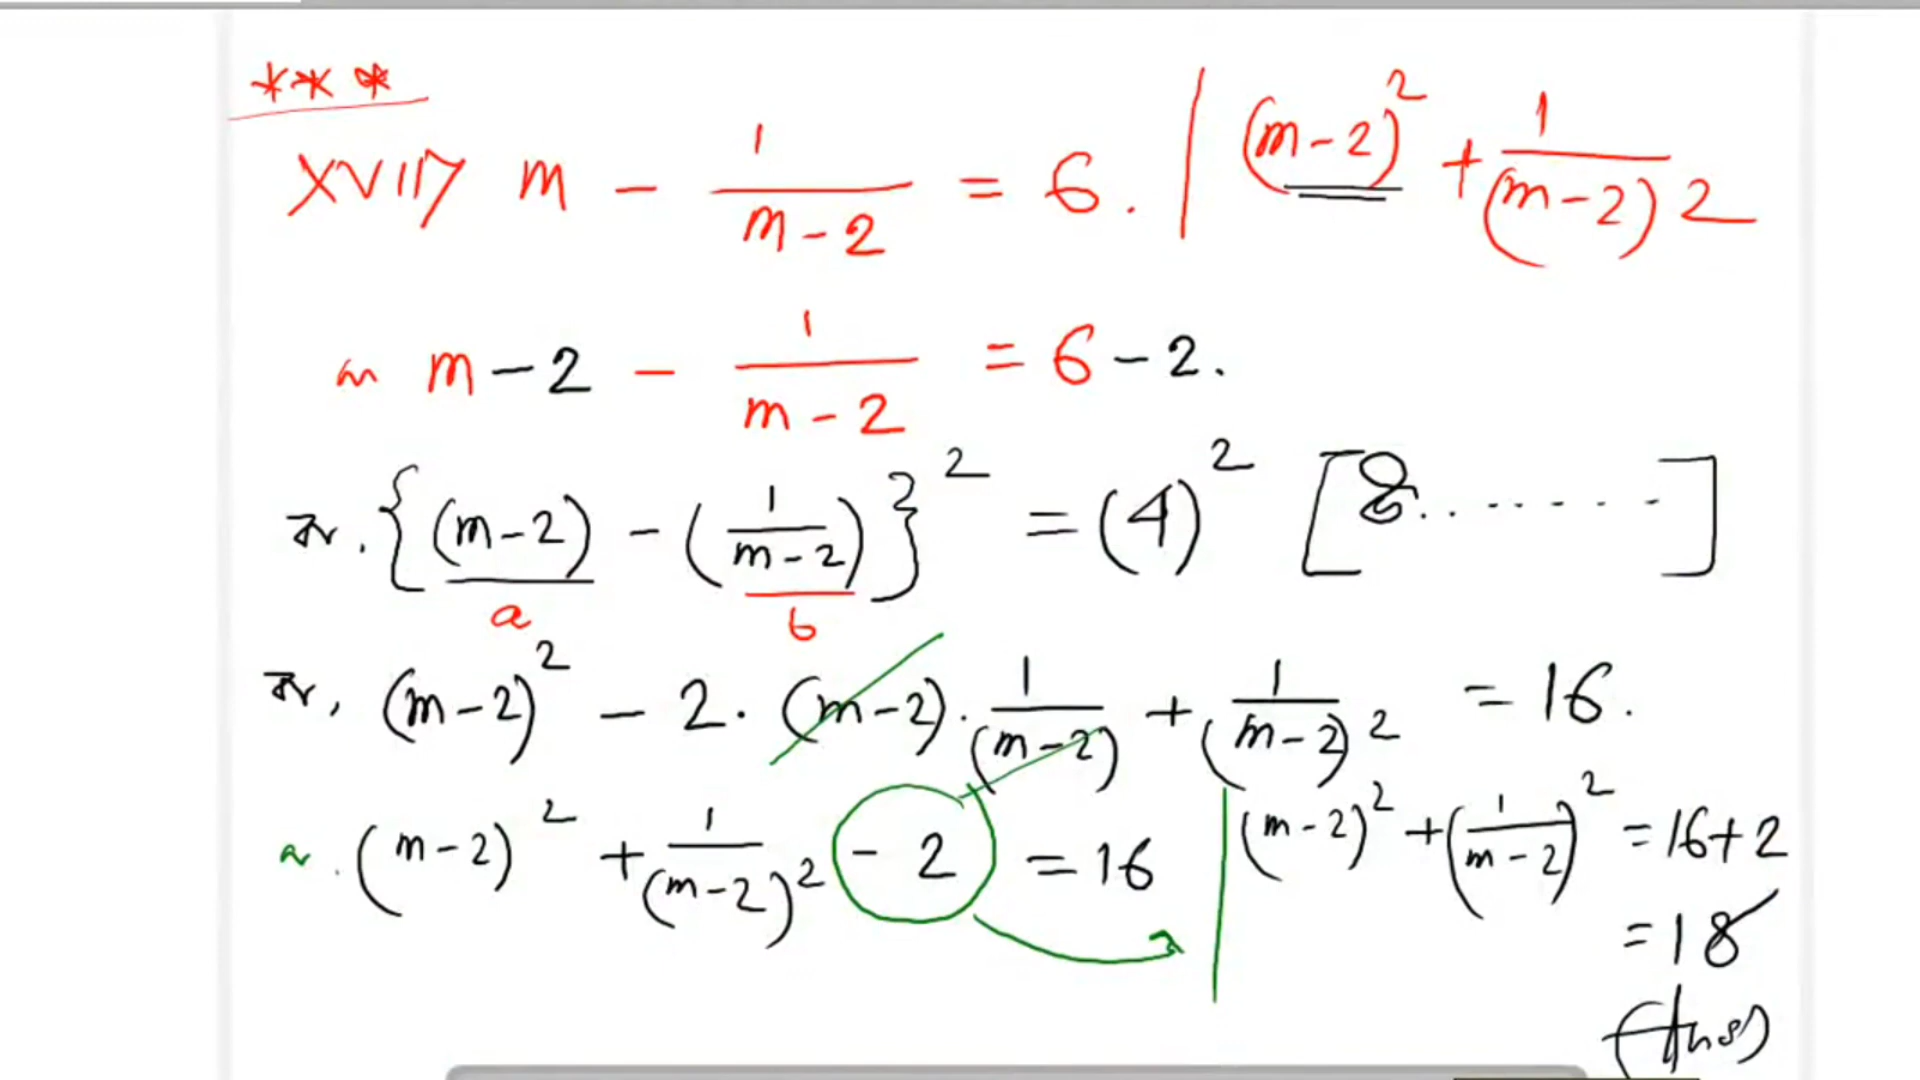 ***
XVII) m - 1/(m-2) = 6. | (m-2)² + 1/(m-2)²
m - 2 - 1/(m-2) = 6 - 2.
বা, {(m-2) - (1/(m-2))}² = (4)² [ ........ ]
a b
বা, (m-2)² - 2. (m-2). 1/(m-2) + 1/(m-2)² = 16.
(m-2)² + 1/(m-2)² - 2 = 16
(m-2)² + (1/(m-2))² = 16+2
= 18
(Ans)